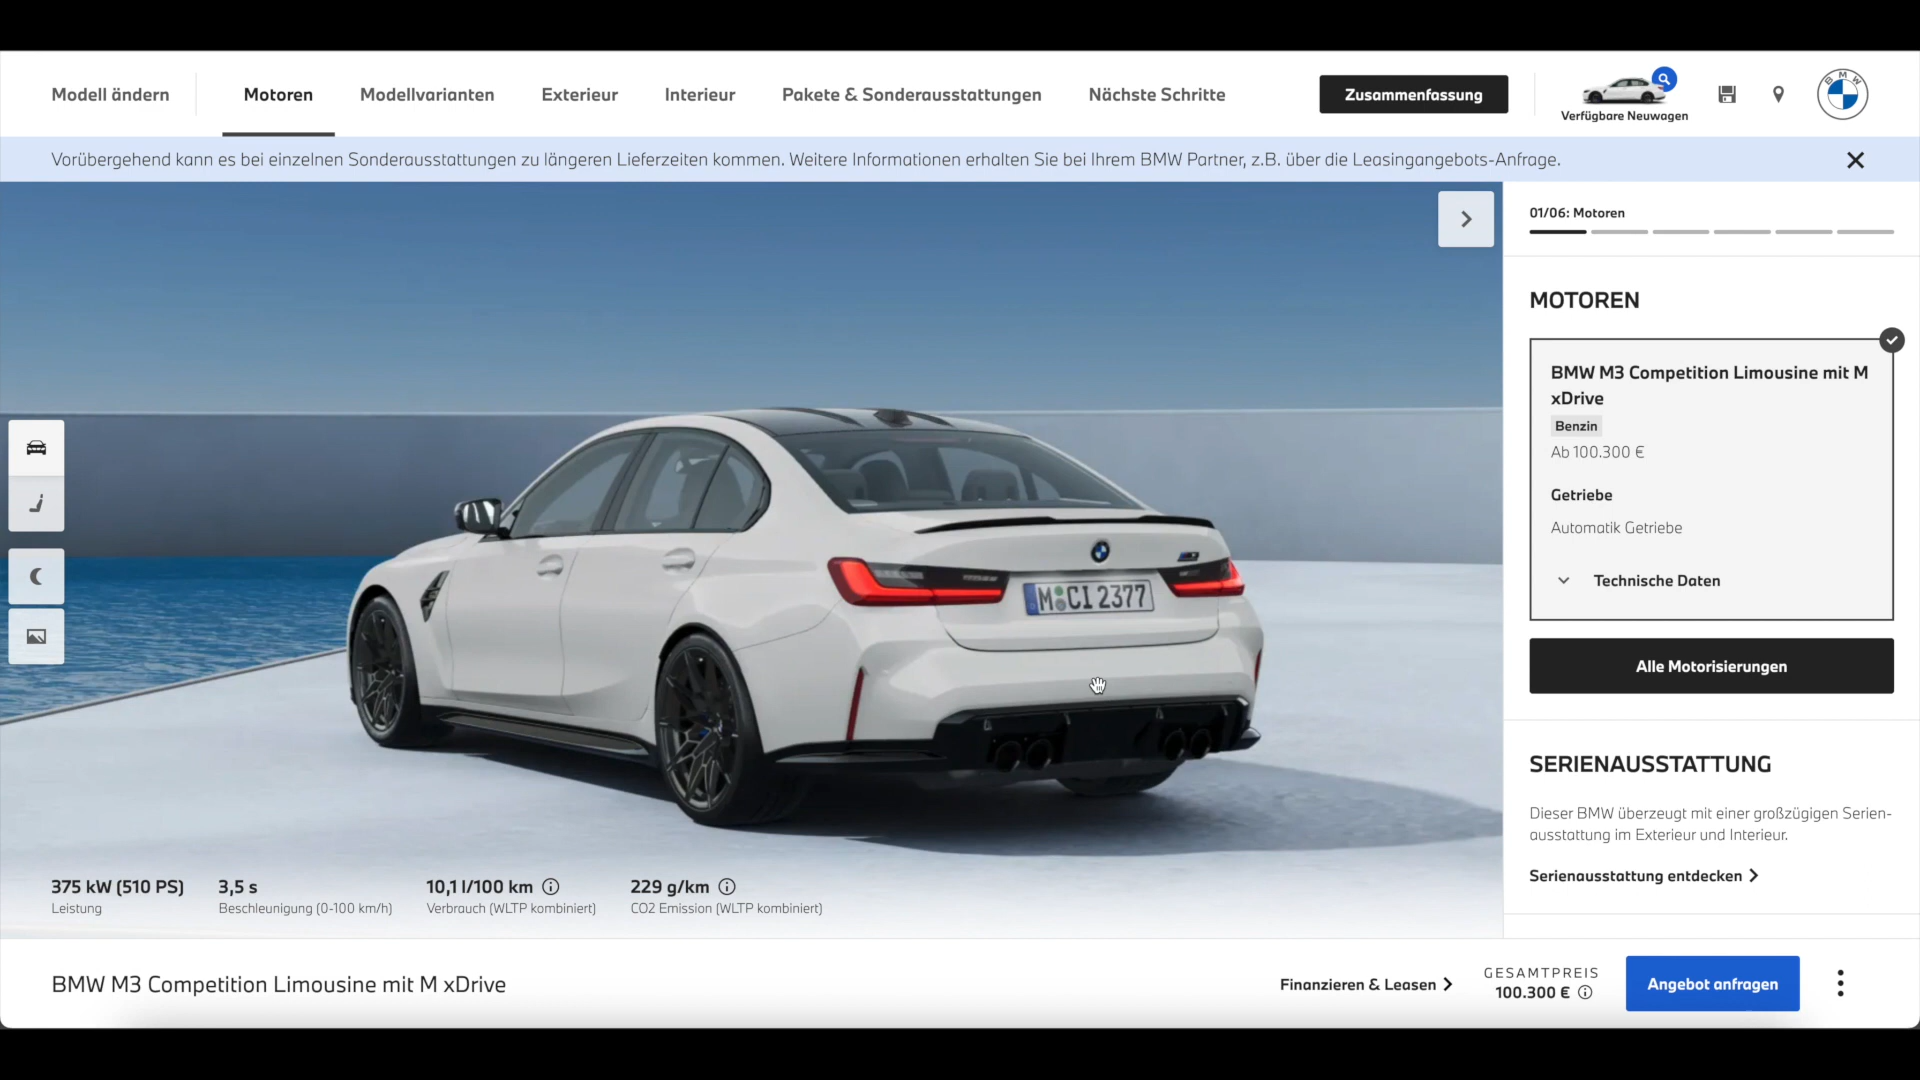 Modell ändern
Motoren
Modellvarianten
Exterieur
Interieur
Pakete & Sonderausstattungen
Nächste Schritte
Zusammenfassung
Verfügbare Neuwagen
BMW
Vorübergehend kann es bei einzelnen Sonderausstattungen zu längeren Lieferzeiten kommen. Weitere Informationen erhalten Sie bei Ihrem BMW Partner, z.B. über die Leasingangebots-Anfrage.
M CI 2377
375 kW (510 PS)
Leistung
3,5 s
Beschleunigung (0-100 km/h)
10,1 l/100 km
Verbrauch (WLTP kombiniert)
229 g/km
CO2 Emission (WLTP kombiniert)
01/06: Motoren
MOTOREN
BMW M3 Competition Limousine mit M
xDrive
Benzin
Ab 100.300 €
Getriebe
Automatik Getriebe
Technische Daten
Alle Motorisierungen
SERIENAUSSTATTUNG
Dieser BMW überzeugt mit einer großzügigen Serien-
ausstattung im Exterieur und Interieur.
Serienausstattung entdecken
BMW M3 Competition Limousine mit M xDrive
Finanzieren & Leasen
GESAMTPREIS
100.300 €
Angebot anfragen